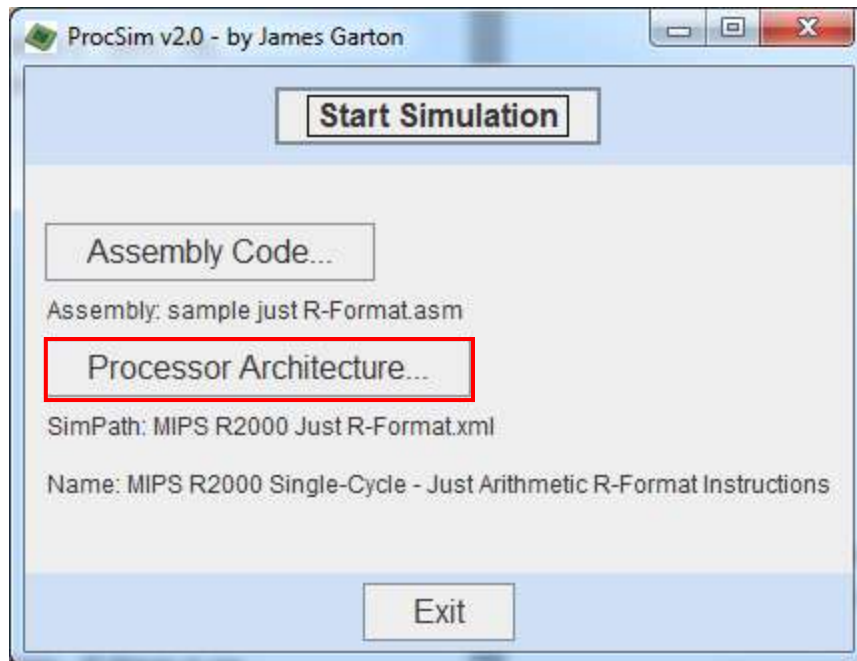 ProcSim v2.0 - by James Garton
Start Simulation
Assembly Code...
Assembly: sample just R-Format.asm
Processor Architecture...
SimPath: MIPS R2000 Just R-Format.xml
Name: MIPS R2000 Single-Cycle - Just Arithmetic R-Format Instructions
Exit